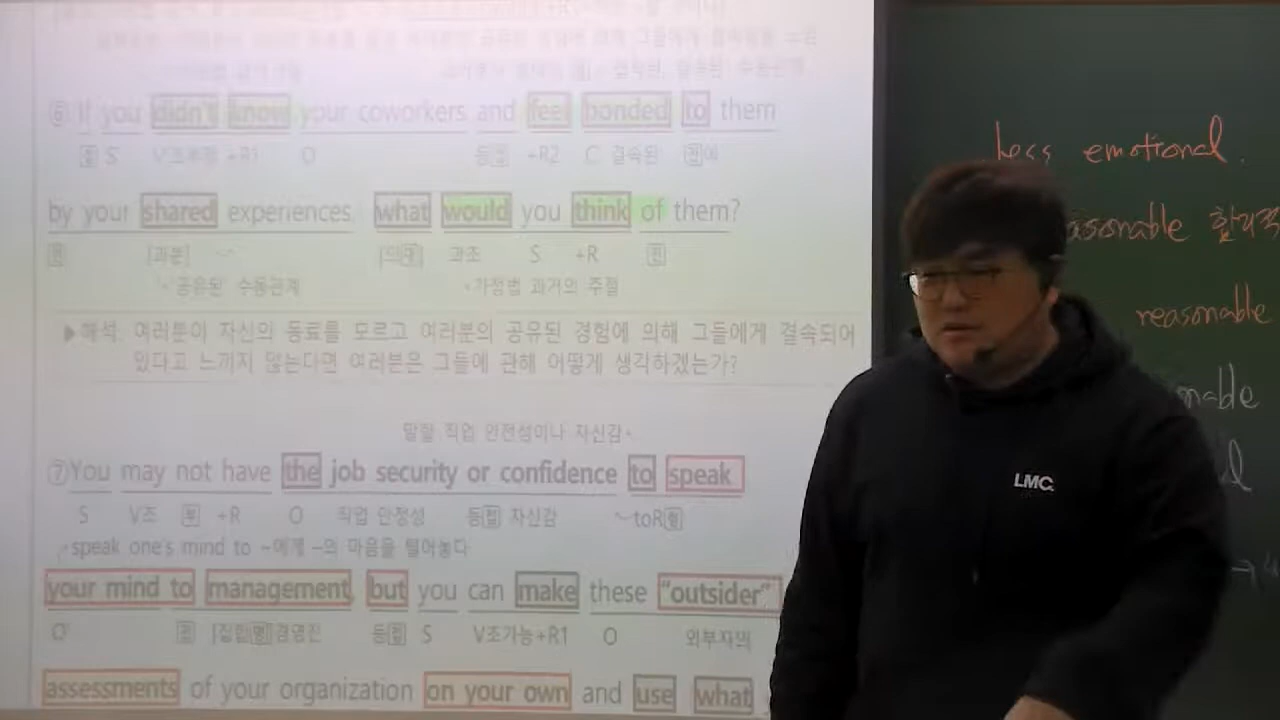 ⑥ If you didn't know your coworkers and feel bonded to them
S V조부정 +R1 O 등접 +R2 C 결속된 전에
by your shared experiences, what would you think of them?
전 [과분] [의대] 과조 S +R 전
공유된 수동관계 가정법 과거의 주절
▶해석: 여러분이 자신의 동료를 모르고 여러분의 공유된 경험에 의해 그들에게 결속되어
있다고 느끼지 않는다면 여러분은 그들에 관해 어떻게 생각하겠는가?
말할 직업 안전성이나 자신감
⑦You may not have the job security or confidence to speak
S V조 부 +R O 직업 안정성 등접 자신감 ~toR형
speak one's mind to ~에게 ~의 마음을 털어놓다
your mind to management, but you can make these "outsider"
O 전 [집합명]경영진 등접 S V조가능+R1 O 외부자의
assessments of your organization on your own and use what
less emotional.
asonable 합리적
reasonable
nable
LMC.